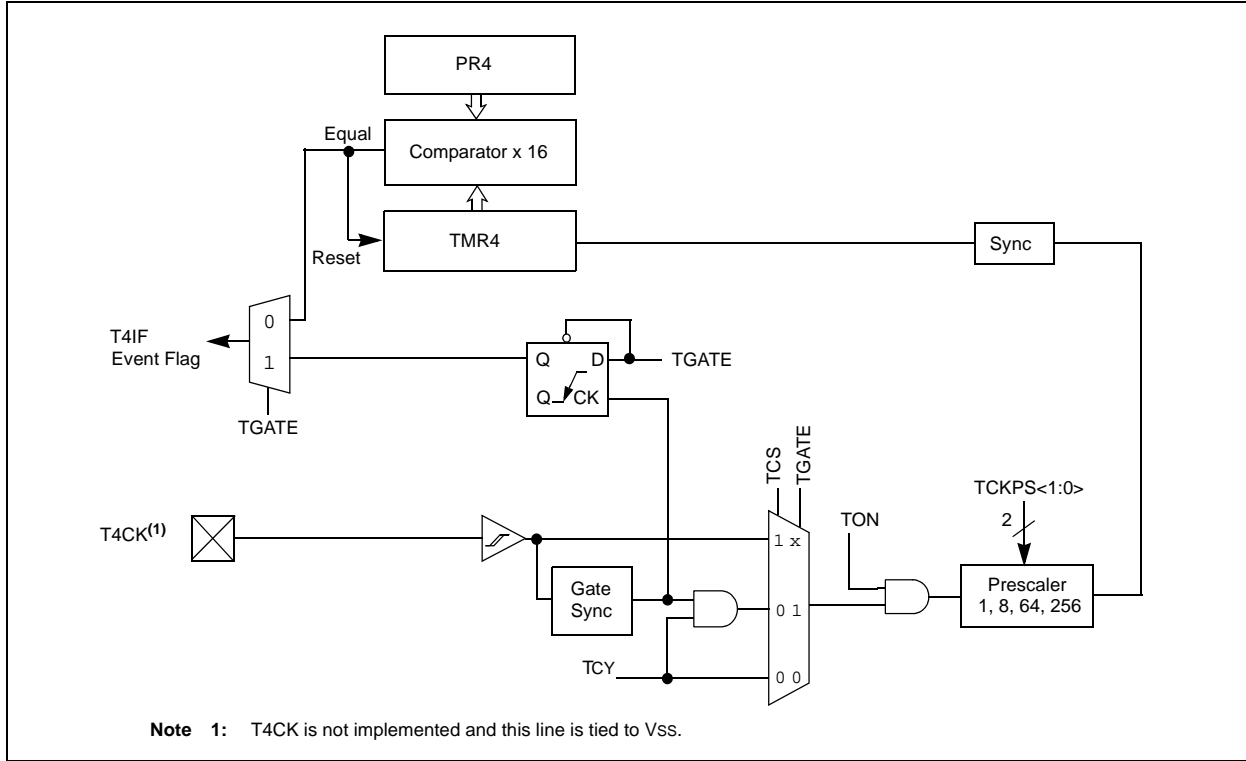 PR4
Equal
Comparator x 16
TMR4
Reset
Sync
0
T4IF
Event Flag
1
Q D
TGATE
Q CK
TGATE
TCS
TGATE
TCKPS<1:0>
2
TON
T4CK(1)
1 x
Gate
Sync
0 1
Prescaler
1, 8, 64, 256
TCY
0 0
Note 1: T4CK is not implemented and this line is tied to VSS.